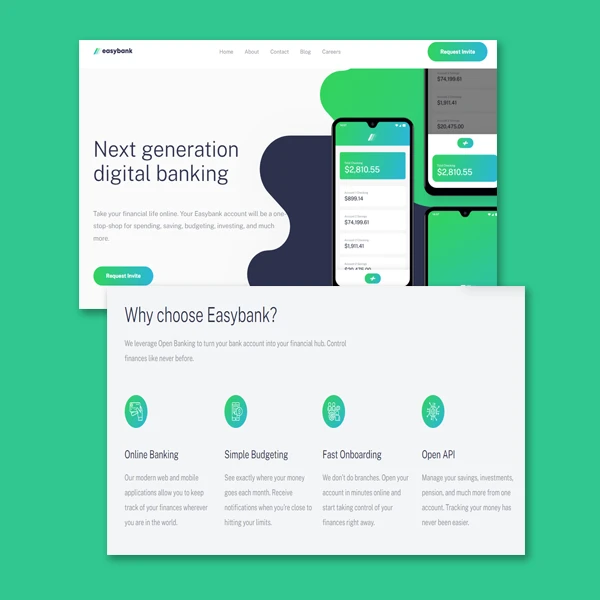 easybank
Home About Contact Blog Careers
Request Invite
Next generation
digital banking
Take your financial life online. Your Easybank account will be a one
stop-shop for spending, saving, budgeting, investing, and much
more.
Request Invite
$2,810.55
$899.14
$74,199.61
$1,911.41
$20,475.00
$74,199.61
$1,911.41
$20,475.00
$2,810.55
Why choose Easybank?
We leverage Open Banking to turn your bank account into your financial hub. Control
finances like never before.
Online Banking
Our modern web and mobile
applications allow you to keep
track of your finances wherever
you are in the world.
Simple Budgeting
See exactly where your money
goes each month. Receive
notifications when you're close to
hitting your limits.
Fast Onboarding
We don't do branches. Open your
account in minutes online and
start taking control of your
finances right away.
Open API
Manage your savings, investments,
pension, and much more from one
account. Tracking your money has
never been easier.